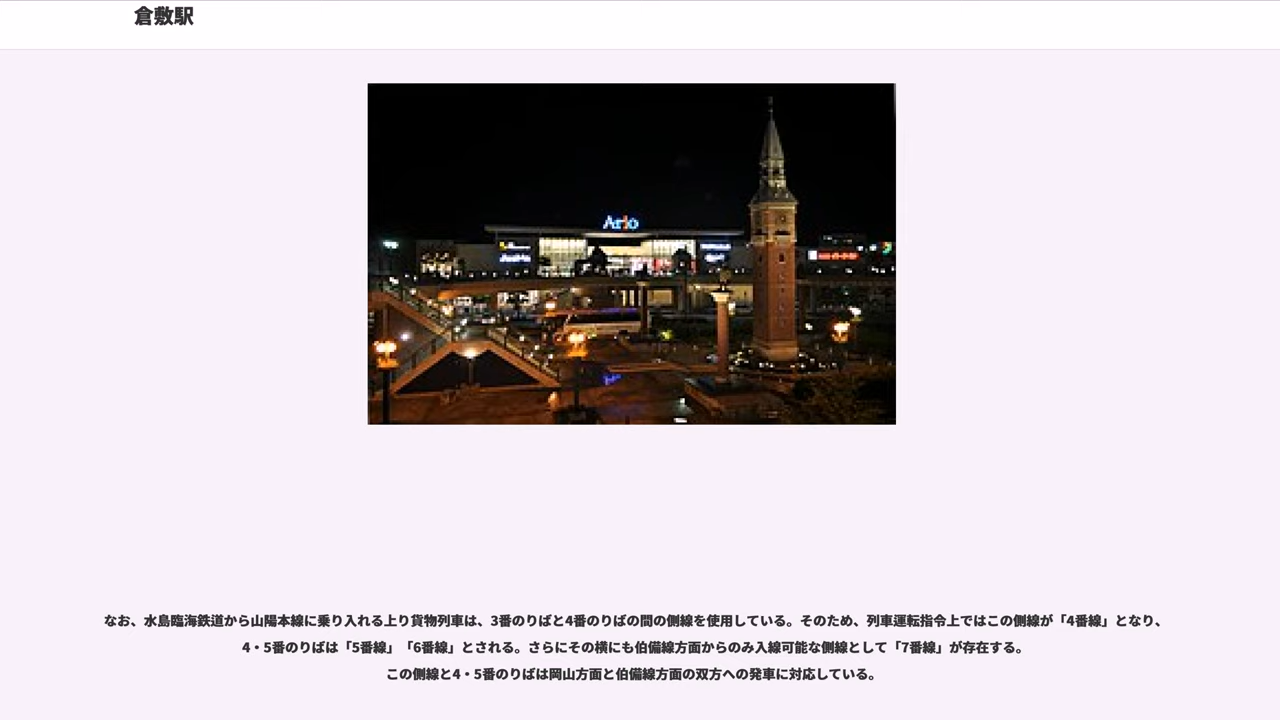 倉敷駅
Ario
なお、水島臨海鉄道から山陽本線に乗り入れる上り貨物列車は、3番のりばと4番のりばの間の側線を使用している。そのため、列車運転指令上ではこの側線が「4番線」となり、
4・5番のりばは「5番線」「6番線」とされる。さらにその横にも伯備線方面からのみ入線可能な側線として「7番線」が存在する。
この側線と4・5番のりばは岡山方面と伯備線方面の双方への発車に対応している。